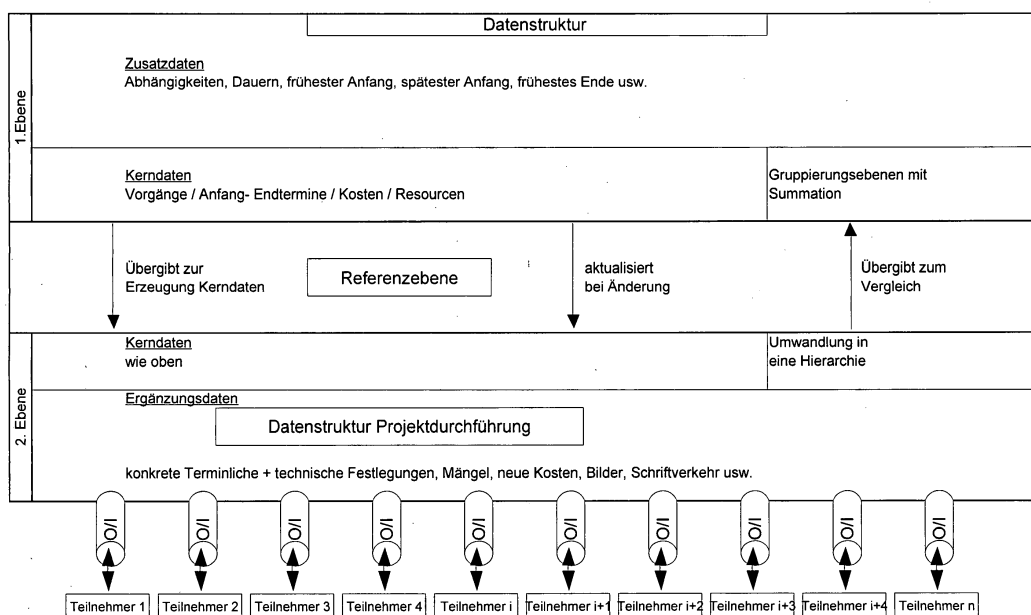 Datenstruktur
1.Ebene
Zusatzdaten
Abhängigkeiten, Dauern, frühester Anfang, spätester Anfang, frühestes Ende usw.
Kerndaten
Vorgänge / Anfang- Endtermine / Kosten / Resourcen
Gruppierungsebenen mit
Summation
Übergibt zur
Erzeugung Kerndaten
Referenzebene
aktualisiert
bei Änderung
Übergibt zum
Vergleich
2. Ebene
Kerndaten
wie oben
Umwandlung in
eine Hierarchie
Ergänzungsdaten
Datenstruktur Projektdurchführung
konkrete Terminliche + technische Festlegungen, Mängel, neue Kosten, Bilder, Schriftverkehr usw.
O/I O/I O/I O/I O/I O/I O/I O/I O/I O/I
Teilnehmer 1 Teilnehmer 2 Teilnehmer 3 Teilnehmer 4 Teilnehmer i Teilnehmer i+1 Teilnehmer i+2 Teilnehmer i+3 Teilnehmer i+4 Teilnehmer n